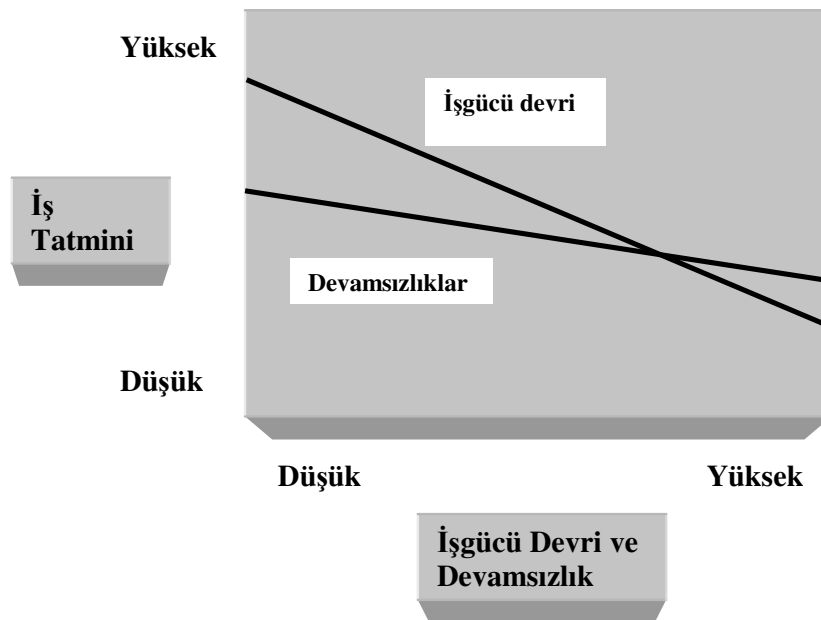 Yüksek
İşgücü devri
İş
Tatmini
Devamsızlıklar
Düşük
Düşük
Yüksek
İşgücü Devri ve
Devamsızlık